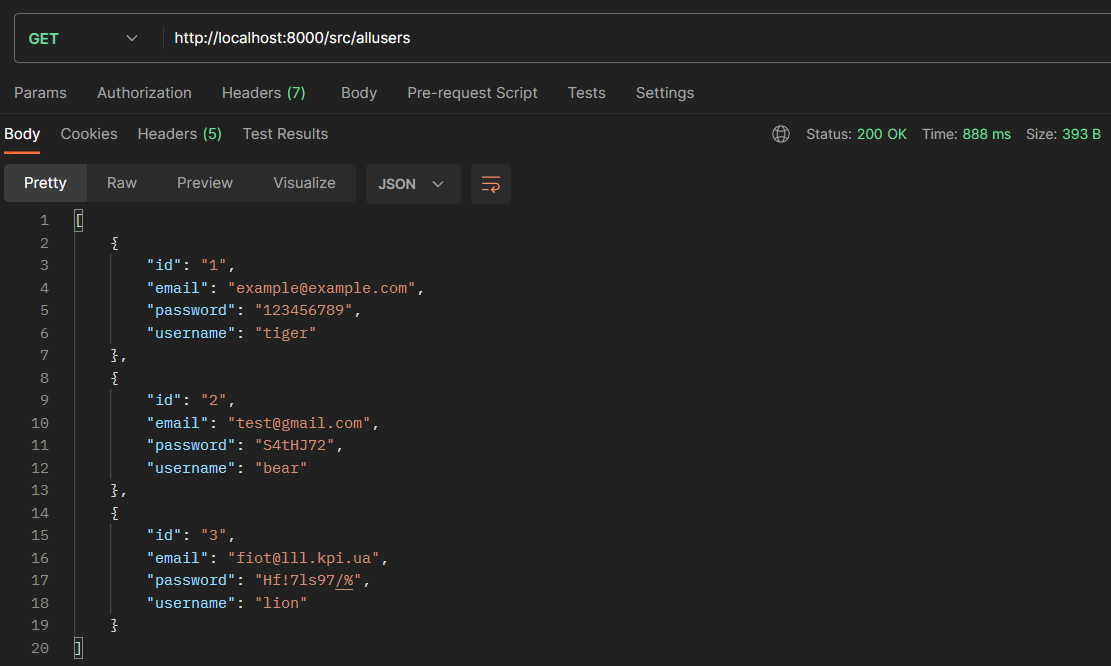 GET http://localhost:8000/src/allusers
Params Authorization Headers (7) Body Pre-request Script Tests Settings
Body Cookies Headers (5) Test Results Status: 200 OK Time: 888 ms Size: 393 B
Pretty Raw Preview Visualize JSON
1 [
2 {
3 "id": "1",
4 "email": "example@example.com",
5 "password": "123456789",
6 "username": "tiger"
7 },
8 {
9 "id": "2",
10 "email": "test@gmail.com",
11 "password": "S4tHJ72",
12 "username": "bear"
13 },
14 {
15 "id": "3",
16 "email": "fiot@lll.kpi.ua",
17 "password": "Hf!7ls97/%",
18 "username": "lion"
19 }
20 ]